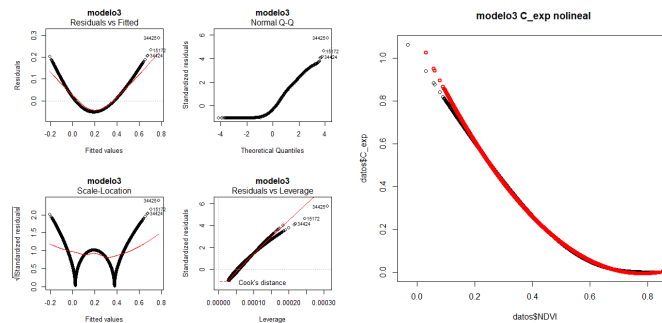 modelo3
Residuals vs Fitted
Residuals
0.0 0.1 0.2 0.3
34425
15172
34424
-0.2 0.0 0.2 0.4 0.6 0.8
Fitted values
modelo3
Normal Q-Q
Standardized residuals
0 2 4 6
34425
15172
34424
-4 -2 0 2 4
Theoretical Quantiles
modelo3
Scale-Location
√|Standardized residuals|
0.0 0.5 1.0 1.5 2.0
34425
15172
34424
-0.2 0.0 0.2 0.4 0.6 0.8
Fitted values
modelo3
Residuals vs Leverage
Standardized residuals
0 2 4 6
34425
15172
34424
Cook's distance
0.00000 0.00010 0.00020 0.00030
Leverage
modelo3 C_exp nolineal
datos$C_exp
0.0 0.2 0.4 0.6 0.8 1.0
0.0 0.2 0.4 0.6 0.8
datos$NDVI